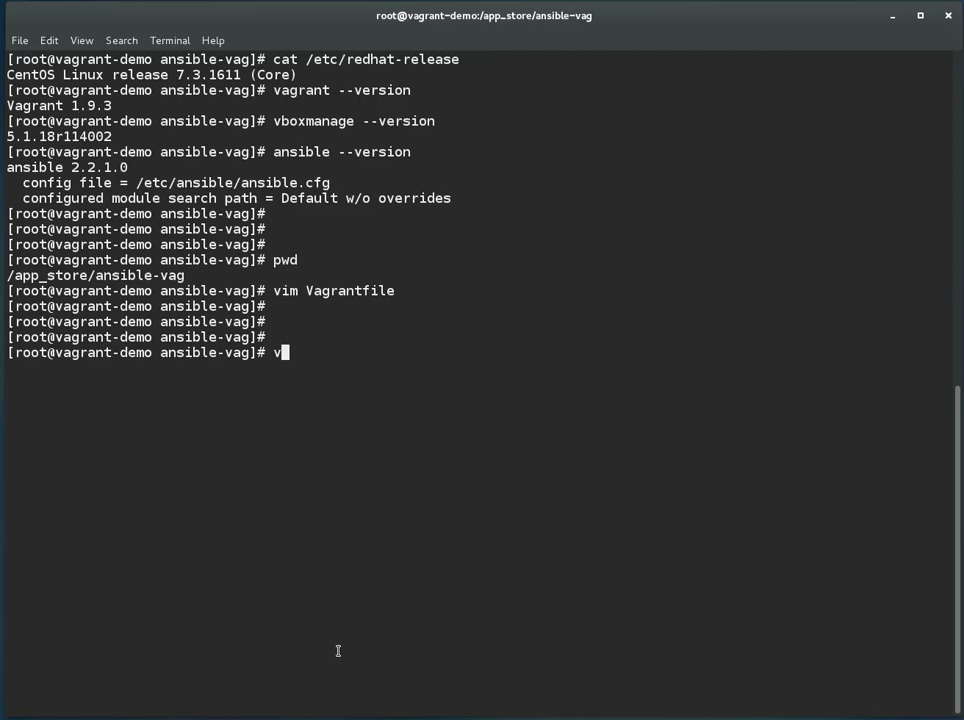 root@vagrant-demo:/app_store/ansible-vag
File Edit View Search Terminal Help
[root@vagrant-demo ansible-vag]# cat /etc/redhat-release
CentOS Linux release 7.3.1611 (Core)
[root@vagrant-demo ansible-vag]# vagrant --version
Vagrant 1.9.3
[root@vagrant-demo ansible-vag]# vboxmanage --version
5.1.18r114002
[root@vagrant-demo ansible-vag]# ansible --version
ansible 2.2.1.0
  config file = /etc/ansible/ansible.cfg
  configured module search path = Default w/o overrides
[root@vagrant-demo ansible-vag]#
[root@vagrant-demo ansible-vag]#
[root@vagrant-demo ansible-vag]#
[root@vagrant-demo ansible-vag]# pwd
/app_store/ansible-vag
[root@vagrant-demo ansible-vag]# vim Vagrantfile
[root@vagrant-demo ansible-vag]#
[root@vagrant-demo ansible-vag]#
[root@vagrant-demo ansible-vag]#
[root@vagrant-demo ansible-vag]# v